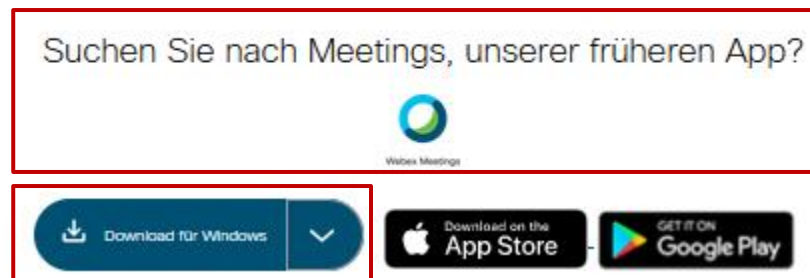 Suchen Sie nach Meetings, unserer früheren App?
Webex Meetings
Download für Windows
Download on the
App Store
-
GET IT ON
Google Play